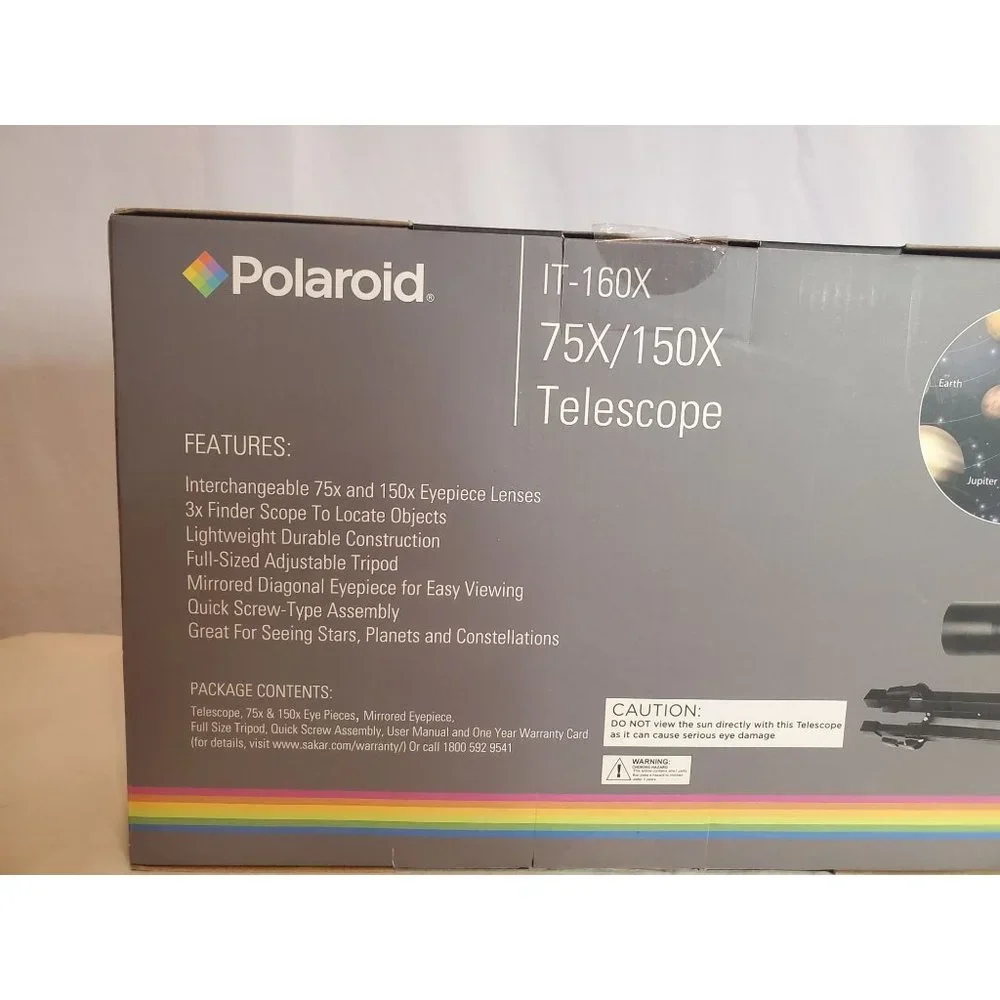 Polaroid®
IT-160X
75X/150X
Telescope
FEATURES:
Interchangeable 75x and 150x Eyepiece Lenses
3x Finder Scope To Locate Objects
Lightweight Durable Construction
Full-Sized Adjustable Tripod
Mirrored Diagonal Eyepiece for Easy Viewing
Quick Screw-Type Assembly
Great For Seeing Stars, Planets and Constellations
PACKAGE CONTENTS:
Telescope, 75x & 150x Eye Pieces, Mirrored Eyepiece,
Full Size Tripod, Quick Screw Assembly, User Manual and One Year Warranty Card
(for details, visit www.sakar.com/warranty/) Or call 1800 592 9541
CAUTION:
DO NOT view the sun directly with this Telescope
as it can cause serious eye damage
WARNING:
CHOKING HAZARD
Earth
Jupiter